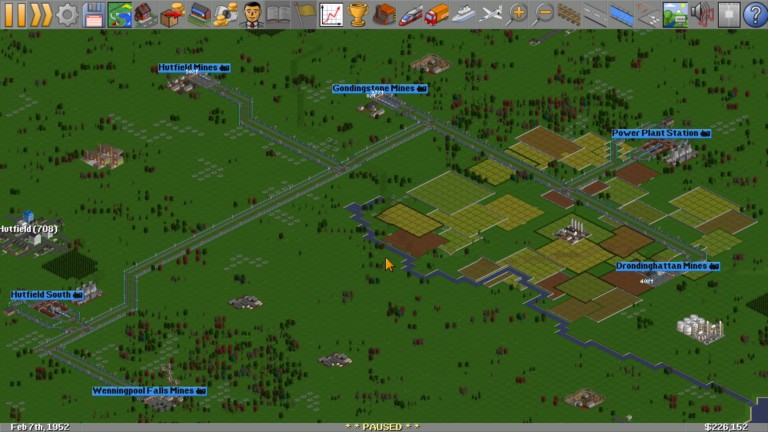 Hutfield Mines
Gondingstone Mines
Power Plant Station
Hutfield (708)
Drondinghattan Mines
Hutfield South
Wenningpool Falls Mines
Feb 7th, 1952
* * PAUSED * *
$226,152